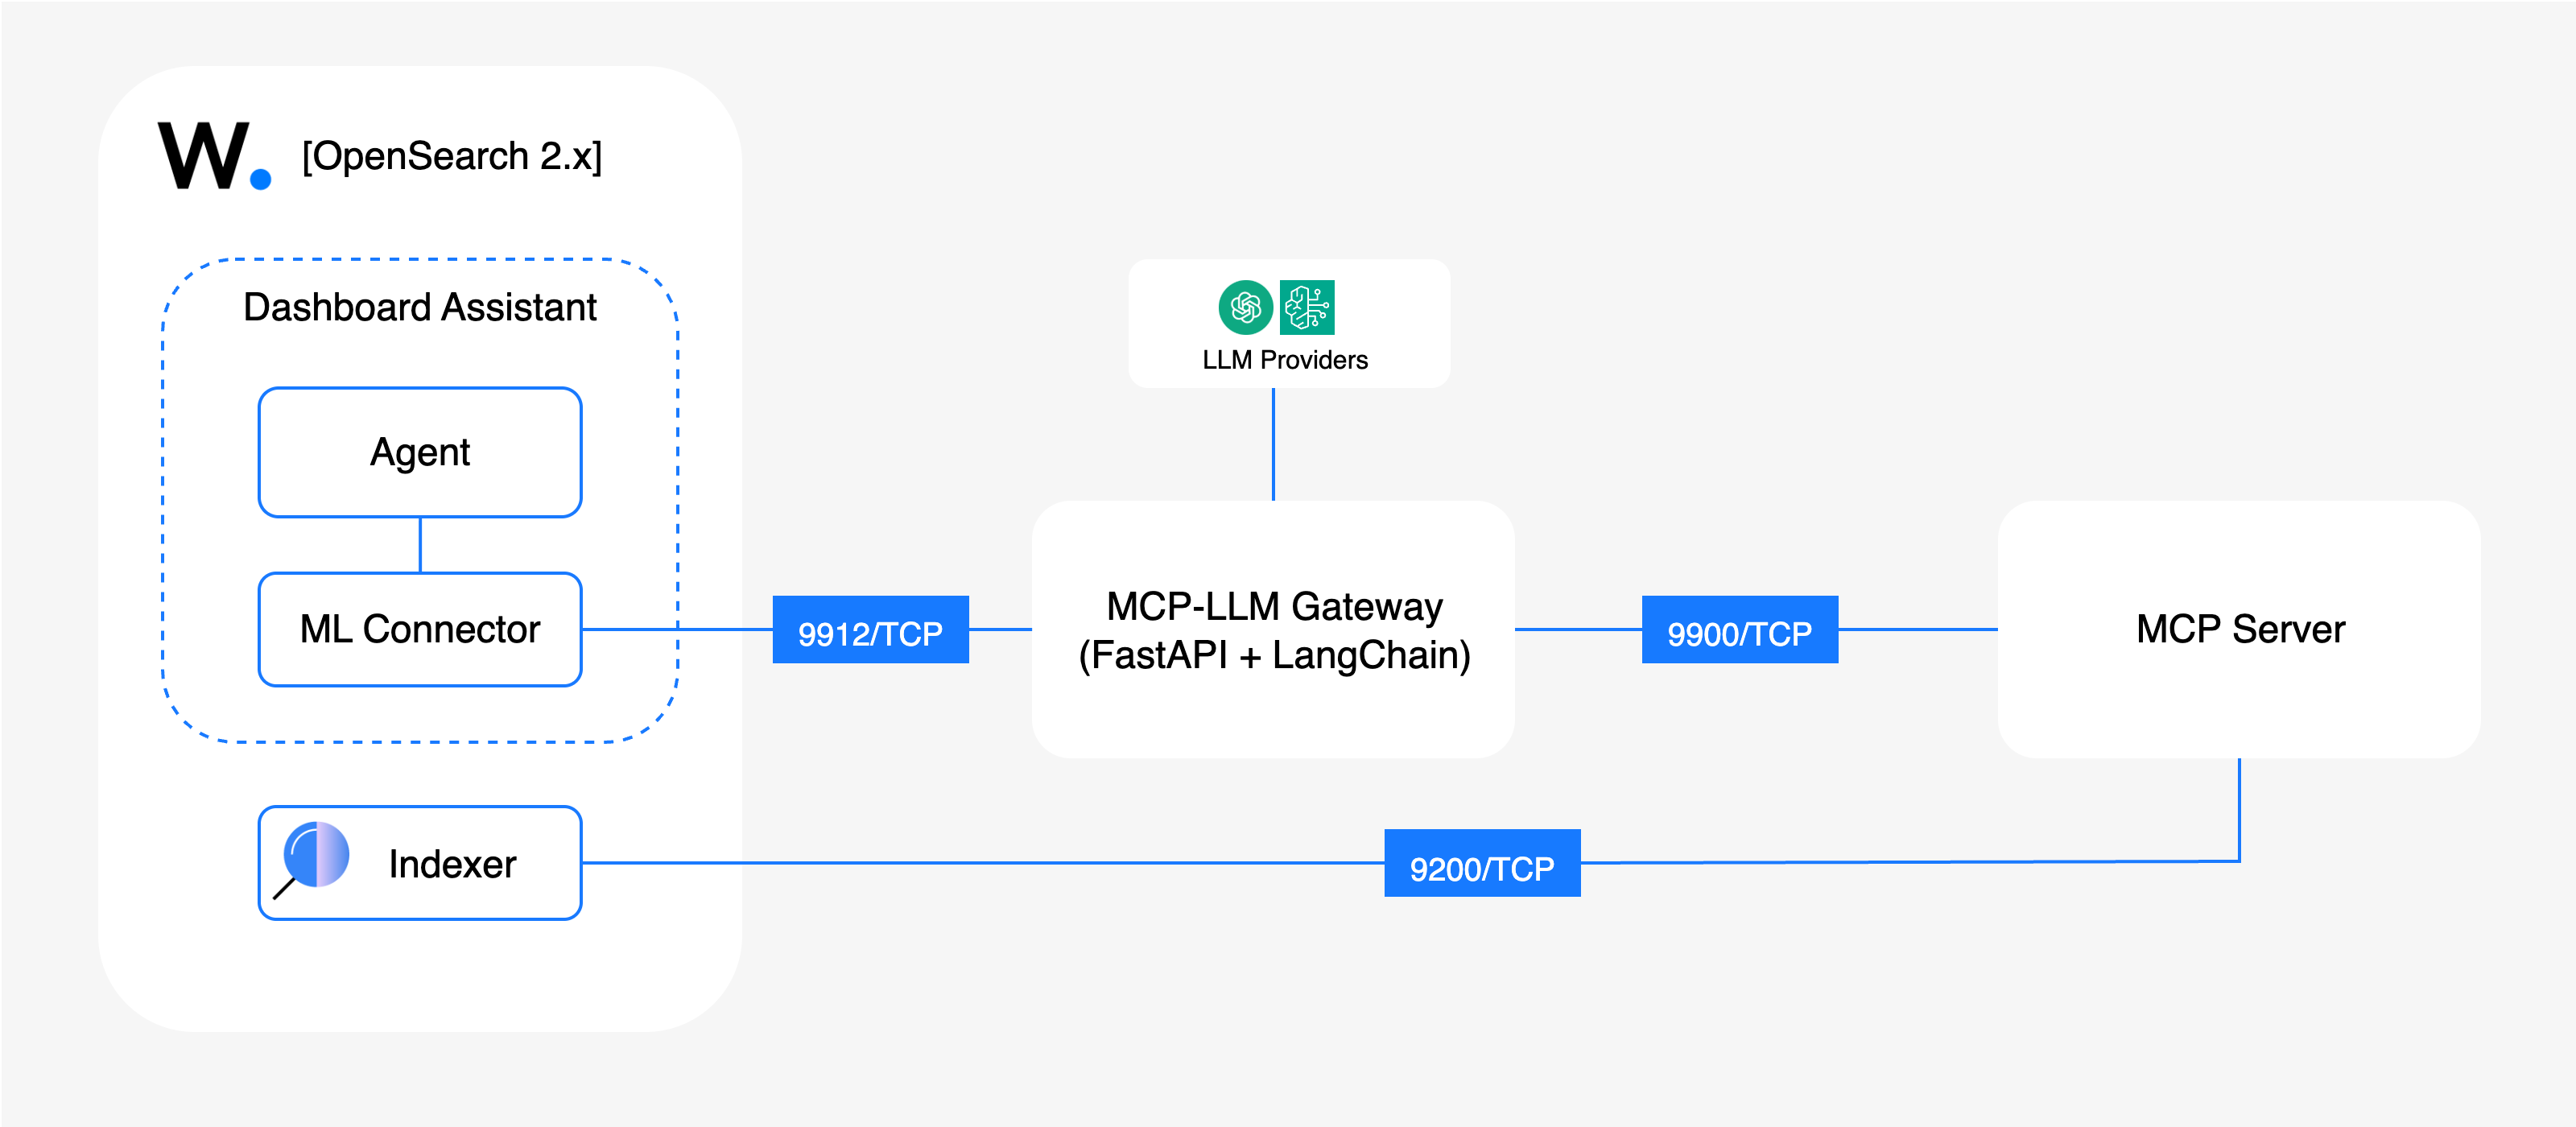 W. [OpenSearch 2.x]
Dashboard Assistant
Agent
ML Connector
Indexer
9912/TCP
LLM Providers
MCP-LLM Gateway
(FastAPI + LangChain)
9900/TCP
MCP Server
9200/TCP